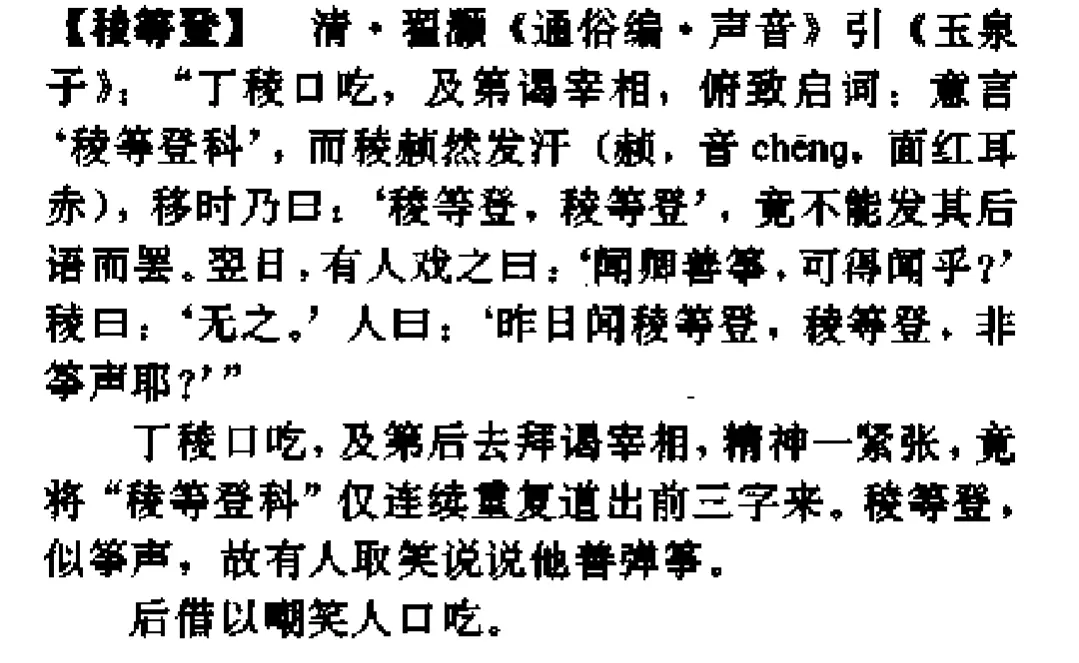 【稜等登】 清·翟灏《通俗编·声音》引《玉泉
子》：“丁稜口吃，及第谒宰相，俯致启词：意言
‘稜等登科’，而稜赪然发汗（赪，音chēng，面红耳
赤），移时乃曰：‘稜等登，稜等登’，竟不能发其后
语而罢。翌日，有人戏之曰：‘闻卿善筝，可得闻乎？’
稜曰：‘无之。’人曰：‘昨日闻稜等登，稜等登，非
筝声耶？’”
丁稜口吃，及第后去拜谒宰相，精神一紧张，竟
将“稜等登科”仅连续重复道出前三字来。稜等登，
似筝声，故有人取笑说说他善弹筝。
后借以嘲笑人口吃。